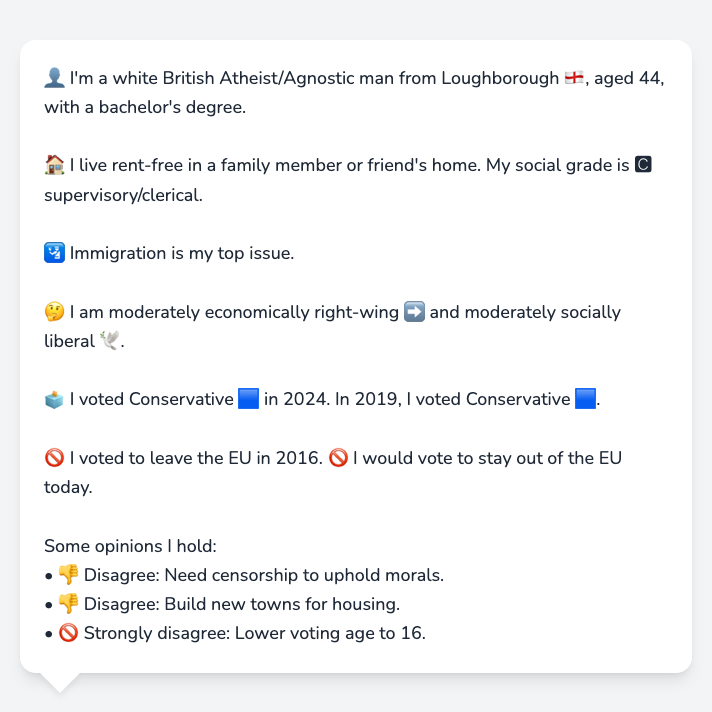 👤 I'm a white British Atheist/Agnostic man from Loughborough 🏴󠁧󠁢󠁥󠁮󠁧󠁿, aged 44,
with a bachelor's degree.
🏠 I live rent-free in a family member or friend's home. My social grade is 🅲
supervisory/clerical.
🛂 Immigration is my top issue.
🤔 I am moderately economically right-wing ➡️ and moderately socially
liberal 🕊️.
🗳️ I voted Conservative 🟦 in 2024. In 2019, I voted Conservative 🟦.
🚫 I voted to leave the EU in 2016. 🚫 I would vote to stay out of the EU
today.
Some opinions I hold:
• 👎 Disagree: Need censorship to uphold morals.
• 👎 Disagree: Build new towns for housing.
• 🚫 Strongly disagree: Lower voting age to 16.